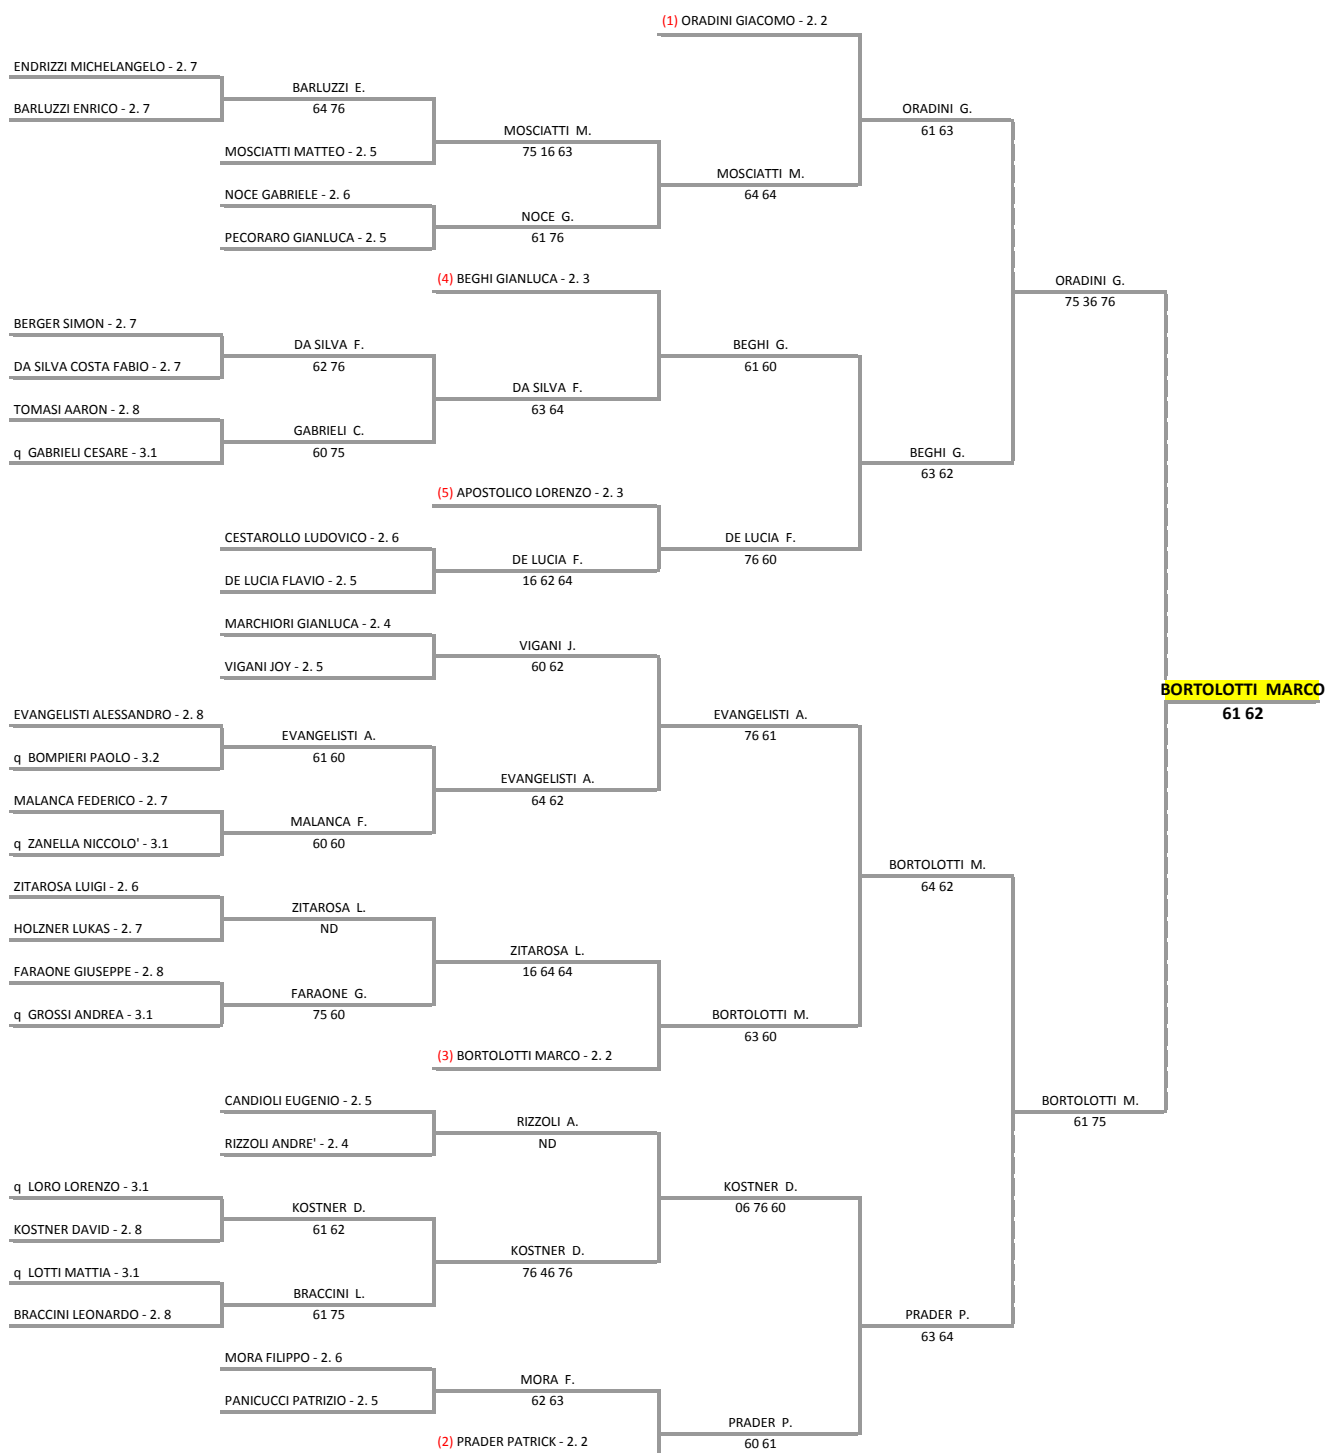 (1) ORADINI GIACOMO - 2. 2
ENDRIZZI MICHELANGELO - 2. 7
BARLUZZI E.
64 76
BARLUZZI ENRICO - 2. 7
ORADINI G.
61 63
MOSCIATTI M.
75 16 63
MOSCIATTI MATTEO - 2. 5
MOSCIATTI M.
64 64
NOCE GABRIELE - 2. 6
NOCE G.
61 76
PECORARO GIANLUCA - 2. 5
(4) BEGHI GIANLUCA - 2. 3
ORADINI G.
75 36 76
BERGER SIMON - 2. 7
DA SILVA F.
62 76
BEGHI G.
61 60
DA SILVA COSTA FABIO - 2. 7
DA SILVA F.
63 64
TOMASI AARON - 2. 8
GABRIELI C.
60 75
q GABRIELI CESARE - 3.1
BEGHI G.
63 62
(5) APOSTOLICO LORENZO - 2. 3
CESTAROLLO LUDOVICO - 2. 6
DE LUCIA F.
76 60
DE LUCIA F.
16 62 64
DE LUCIA FLAVIO - 2. 5
MARCHIORI GIANLUCA - 2. 4
VIGANI J.
60 62
VIGANI JOY - 2. 5
BORTOLOTTI MARCO
61 62
EVANGELISTI ALESSANDRO - 2. 8
EVANGELISTI A.
76 61
EVANGELISTI A.
61 60
q BOMPIERI PAOLO - 3.2
EVANGELISTI A.
64 62
MALANCA FEDERICO - 2. 7
MALANCA F.
60 60
q ZANELLA NICCOLO' - 3.1
BORTOLOTTI M.
64 62
ZITAROSA LUIGI - 2. 6
ZITAROSA L.
ND
HOLZNER LUKAS - 2. 7
ZITAROSA L.
16 64 64
FARAONE GIUSEPPE - 2. 8
FARAONE G.
75 60
q GROSSI ANDREA - 3.1
BORTOLOTTI M.
63 60
(3) BORTOLOTTI MARCO - 2. 2
CANDIOLI EUGENIO - 2. 5
BORTOLOTTI M.
61 75
RIZZOLI A.
ND
RIZZOLI ANDRE' - 2. 4
q LORO LORENZO - 3.1
KOSTNER D.
06 76 60
KOSTNER D.
61 62
KOSTNER DAVID - 2. 8
KOSTNER D.
76 46 76
q LOTTI MATTIA - 3.1
BRACCINI L.
61 75
BRACCINI LEONARDO - 2. 8
PRADER P.
63 64
MORA FILIPPO - 2. 6
MORA F.
62 63
PANICUCCI PATRIZIO - 2. 5
PRADER P.
60 61
(2) PRADER PATRICK - 2. 2